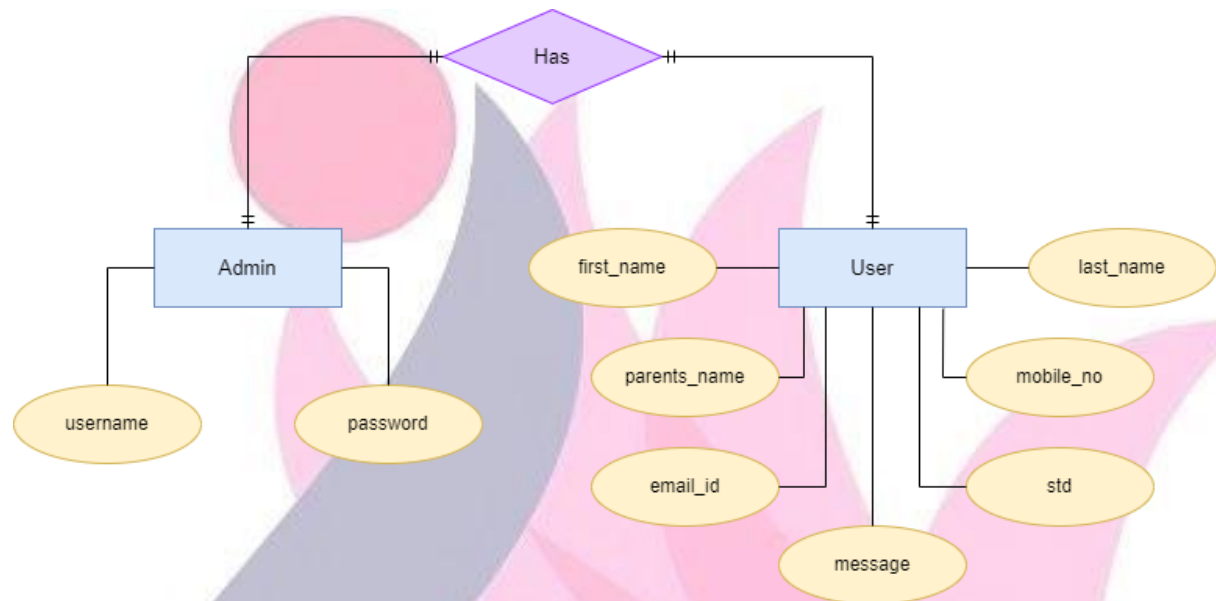 Has
Admin
first_name
User
last_name
parents_name
mobile_no
username
password
email_id
std
message